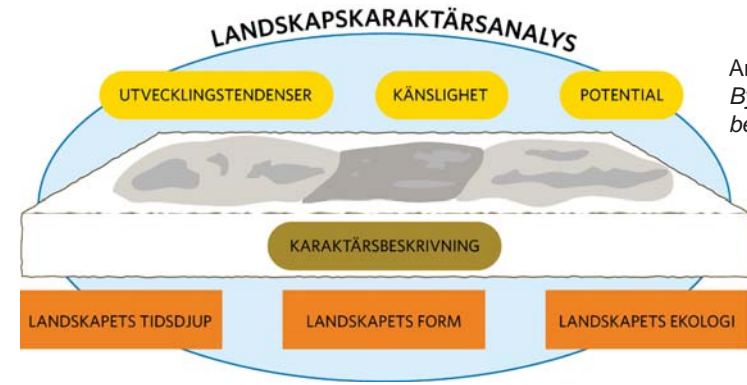 LANDSKAPSKARAKTÄRSANALYS
UTVECKLINGSTENDENSER
KÄNSLIGHET
POTENTIAL
KARAKTÄRSBESKRIVNING
LANDSKAPETS TIDSDJUP
LANDSKAPETS FORM
LANDSKAPETS EKOLOGI